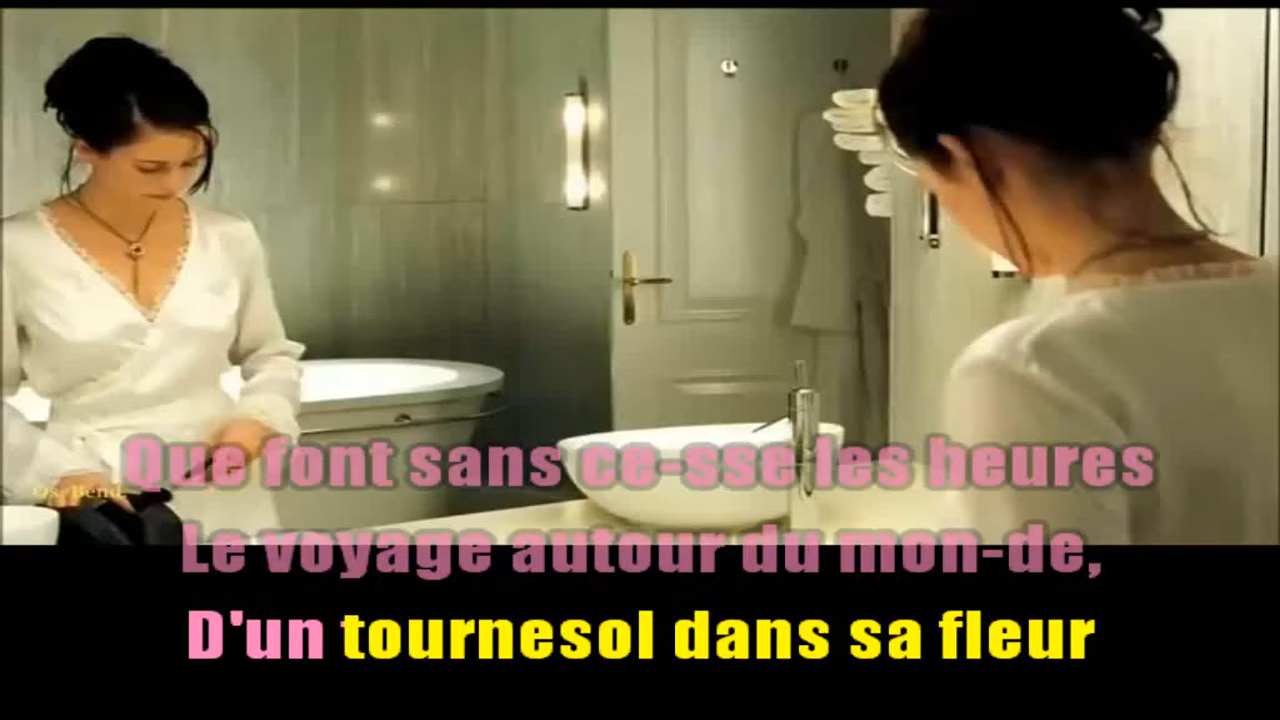 Que font sans ce-sse les heures
Le voyage autour du mon-de,
D'un tournesol dans sa fleur